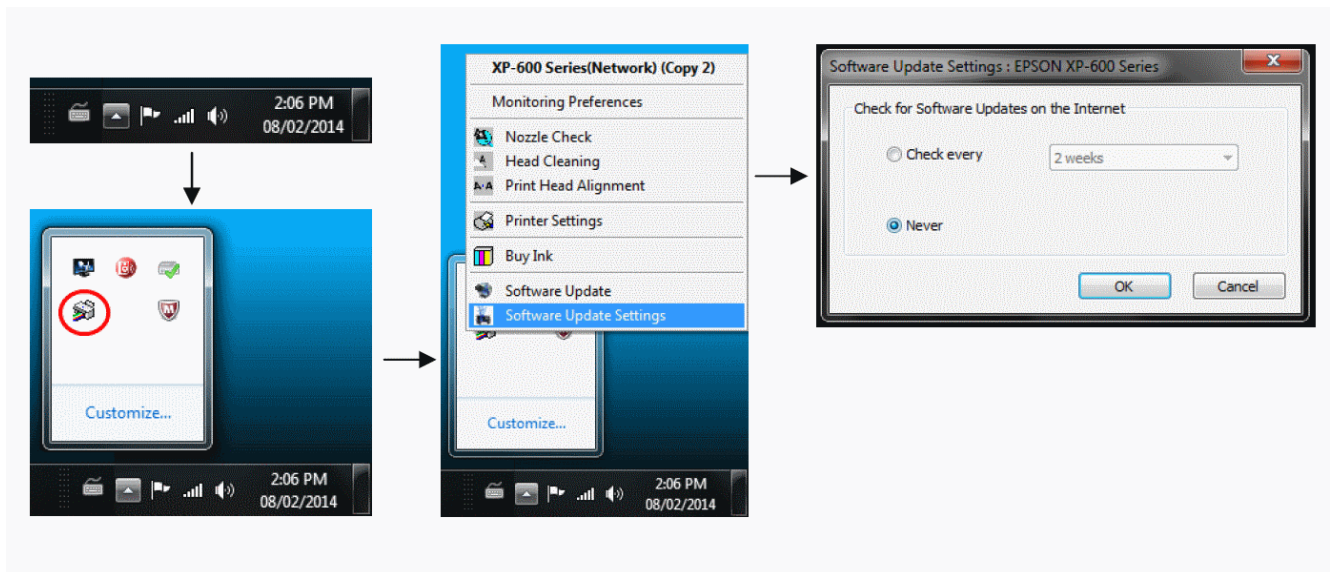 2:06 PM
08/02/2014
Customize...
2:06 PM
08/02/2014
XP-600 Series(Network) (Copy 2)
Monitoring Preferences
Nozzle Check
Head Cleaning
A·A Print Head Alignment
Printer Settings
Buy Ink
Software Update
Software Update Settings
Customize...
2:06 PM
08/02/2014
Software Update Settings : EPSON XP-600 Series
Check for Software Updates on the Internet
Check every 2 weeks
Never
OK Cancel